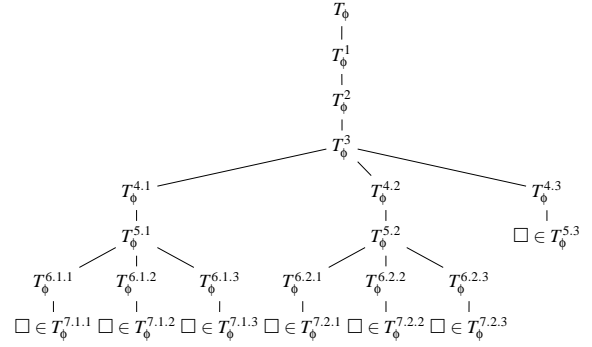 T_ϕ
T_ϕ^1
T_ϕ^2
T_ϕ^3
T_ϕ^{4.1} T_ϕ^{4.2} T_ϕ^{4.3}
T_ϕ^{5.1} T_ϕ^{5.2} □ ∈ T_ϕ^{5.3}
T_ϕ^{6.1.1} T_ϕ^{6.1.2} T_ϕ^{6.1.3} T_ϕ^{6.2.1} T_ϕ^{6.2.2} T_ϕ^{6.2.3}
□ ∈ T_ϕ^{7.1.1} □ ∈ T_ϕ^{7.1.2} □ ∈ T_ϕ^{7.1.3} □ ∈ T_ϕ^{7.2.1} □ ∈ T_ϕ^{7.2.2} □ ∈ T_ϕ^{7.2.3}